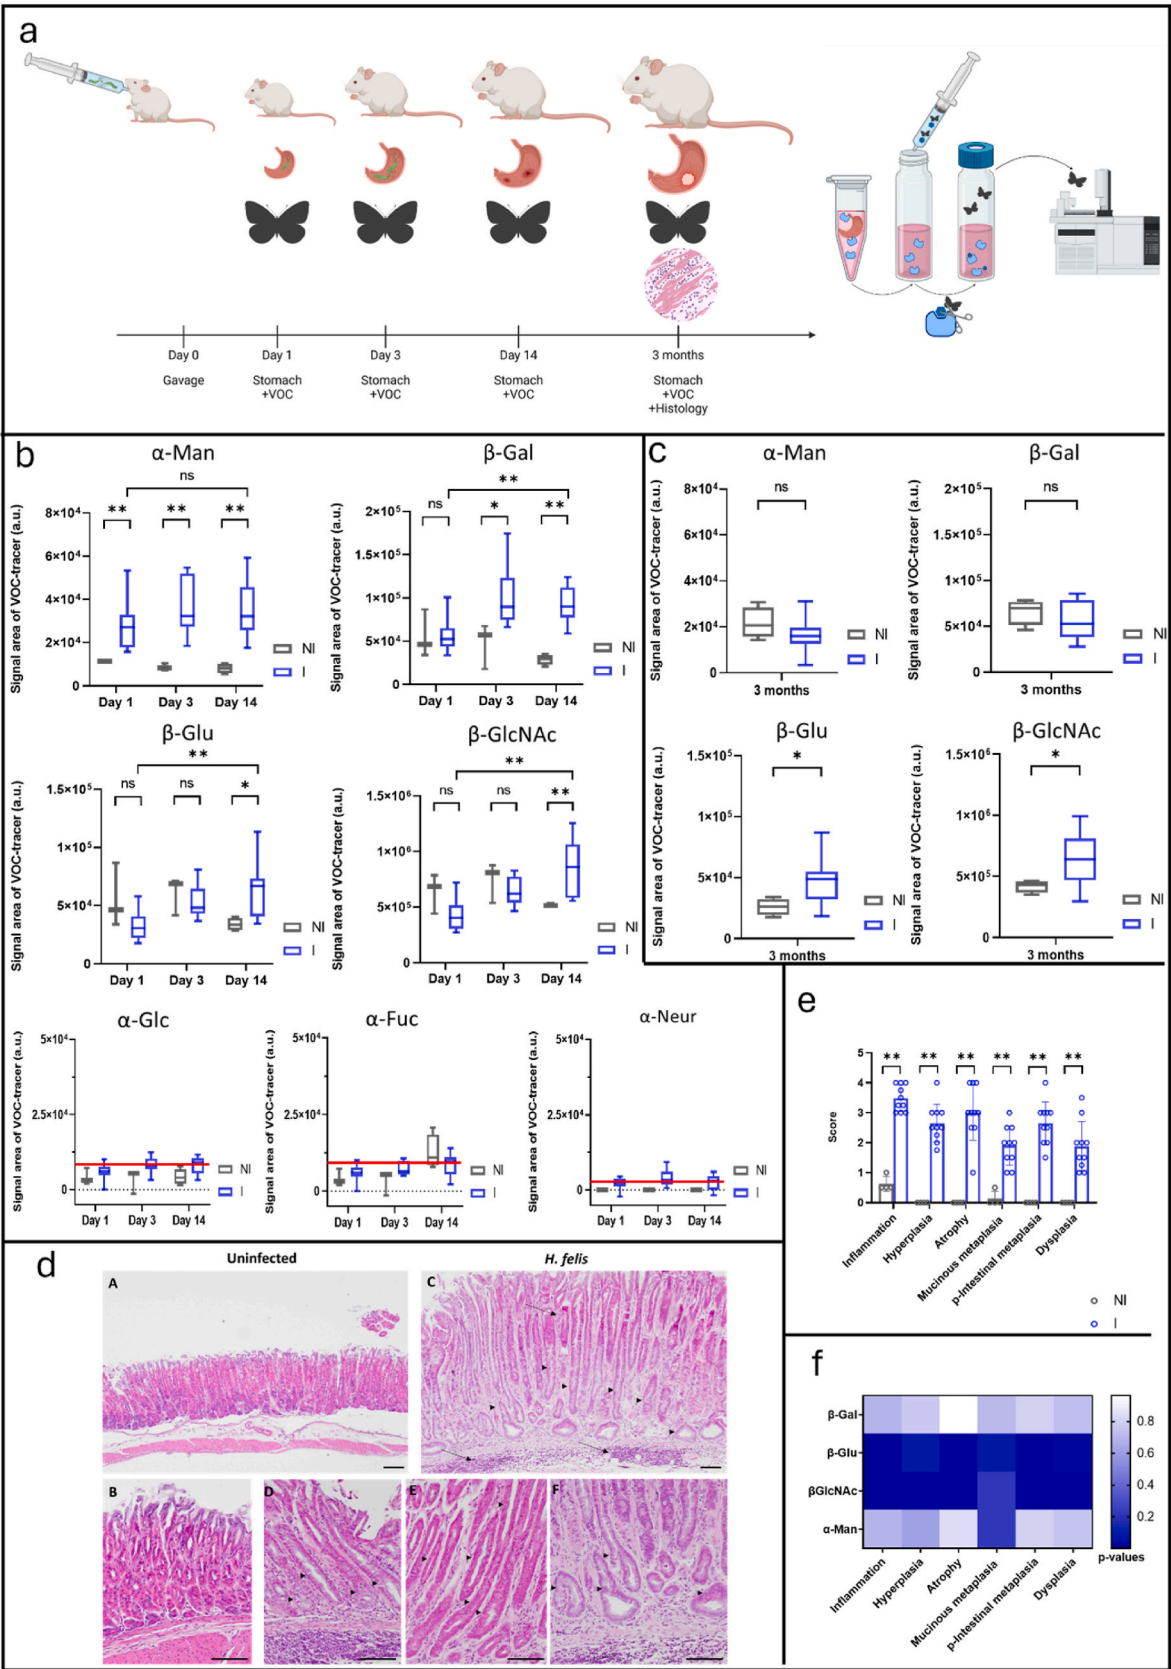 a
Day 0
Day 1
Day 3
Day 14
3 months
Gavage
Stomach
+VOC
Stomach
+VOC
Stomach
+VOC
Stomach
+VOC
+Histology
b
α-Man
Signal area of VOC-tracer (a.u.)
ns
** ** **
8×10⁴
6×10⁴
4×10⁴
2×10⁴
0
Day 1 Day 3 Day 14
NI
I
β-Gal
Signal area of VOC-tracer (a.u.)
**
ns * **
2×10⁵
1.5×10⁵
1×10⁵
5×10⁴
0
Day 1 Day 3 Day 14
NI
I
β-Glu
Signal area of VOC-tracer (a.u.)
**
ns ns *
1.5×10⁵
1×10⁵
5×10⁴
0
Day 1 Day 3 Day 14
NI
I
β-GlcNAc
Signal area of VOC-tracer (a.u.)
**
ns ns **
1.5×10⁶
1×10⁶
5×10⁵
0
Day 1 Day 3 Day 14
NI
I
α-Glc
Signal area of VOC-tracer (a.u.)
5×10⁴
2.5×10⁴
0
Day 1 Day 3 Day 14
NI
I
α-Fuc
Signal area of VOC-tracer (a.u.)
5×10⁴
2.5×10⁴
0
Day 1 Day 3 Day 14
NI
I
α-Neur
Signal area of VOC-tracer (a.u.)
5×10⁴
2.5×10⁴
0
Day 1 Day 3 Day 14
NI
I
c
α-Man
Signal area of VOC-tracer (a.u.)
ns
8×10⁴
6×10⁴
4×10⁴
2×10⁴
0
3 months
NI
I
β-Gal
Signal area of VOC-tracer (a.u.)
ns
2×10⁵
1.5×10⁵
1×10⁵
5×10⁴
0
3 months
NI
I
β-Glu
Signal area of VOC-tracer (a.u.)
*
1.5×10⁵
1×10⁵
5×10⁴
0
3 months
NI
I
β-GlcNAc
Signal area of VOC-tracer (a.u.)
*
1.5×10⁶
1×10⁶
5×10⁵
0
3 months
NI
I
d
Uninfected
H. felis
A
C
B
D
E
F
e
** ** ** ** ** **
Score
5
4
3
2
1
0
Inflammation
Hyperplasia
Atrophy
Mucinous metaplasia
p-Intestinal metaplasia
Dysplasia
NI
I
f
β-Gal
β-Glu
βGlcNAc
α-Man
Inflammation
Hyperplasia
Atrophy
Mucinous metaplasia
p-Intestinal metaplasia
Dysplasia
0.8
0.6
0.4
0.2
p-values